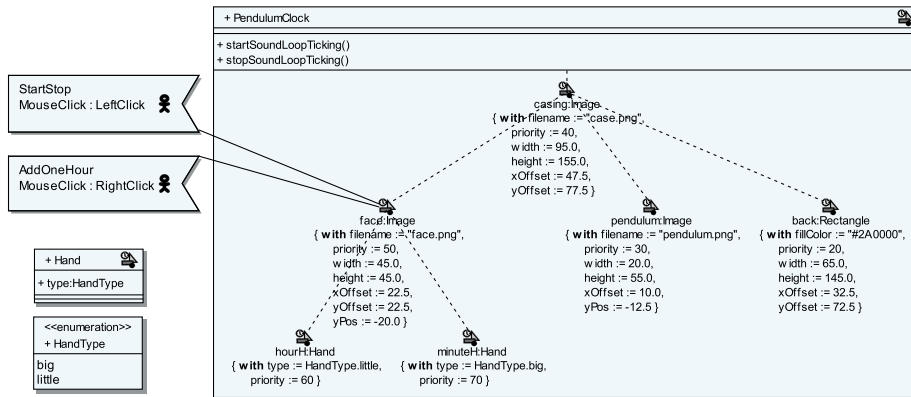 + PendulumClock
+ startSoundLoopTicking()
+ stopSoundLoopTicking()
StartStop
MouseClick : LeftClick
AddOneHour
MouseClick : RightClick
+ Hand
+ type:HandType
<<enumeration>>
+ HandType
big
little
casing:Image
{ with filename := "case.png",
priority := 40,
width := 95.0,
height := 155.0,
xOffset := 47.5,
yOffset := 77.5 }
face:Image
{ with filename := "face.png",
priority := 50,
width := 45.0,
height := 45.0,
xOffset := 22.5,
yOffset := 22.5,
yPos := -20.0 }
pendulum:Image
{ with filename := "pendulum.png",
priority := 30,
width := 20.0,
height := 55.0,
xOffset := 10.0,
yPos := -12.5 }
back:Rectangle
{ with fillColor := "#2A0000",
priority := 20,
width := 65.0,
height := 145.0,
xOffset := 32.5,
yOffset := 72.5 }
hourH:Hand
{ with type := HandType.little,
priority := 60 }
minuteH:Hand
{ with type := HandType.big,
priority := 70 }